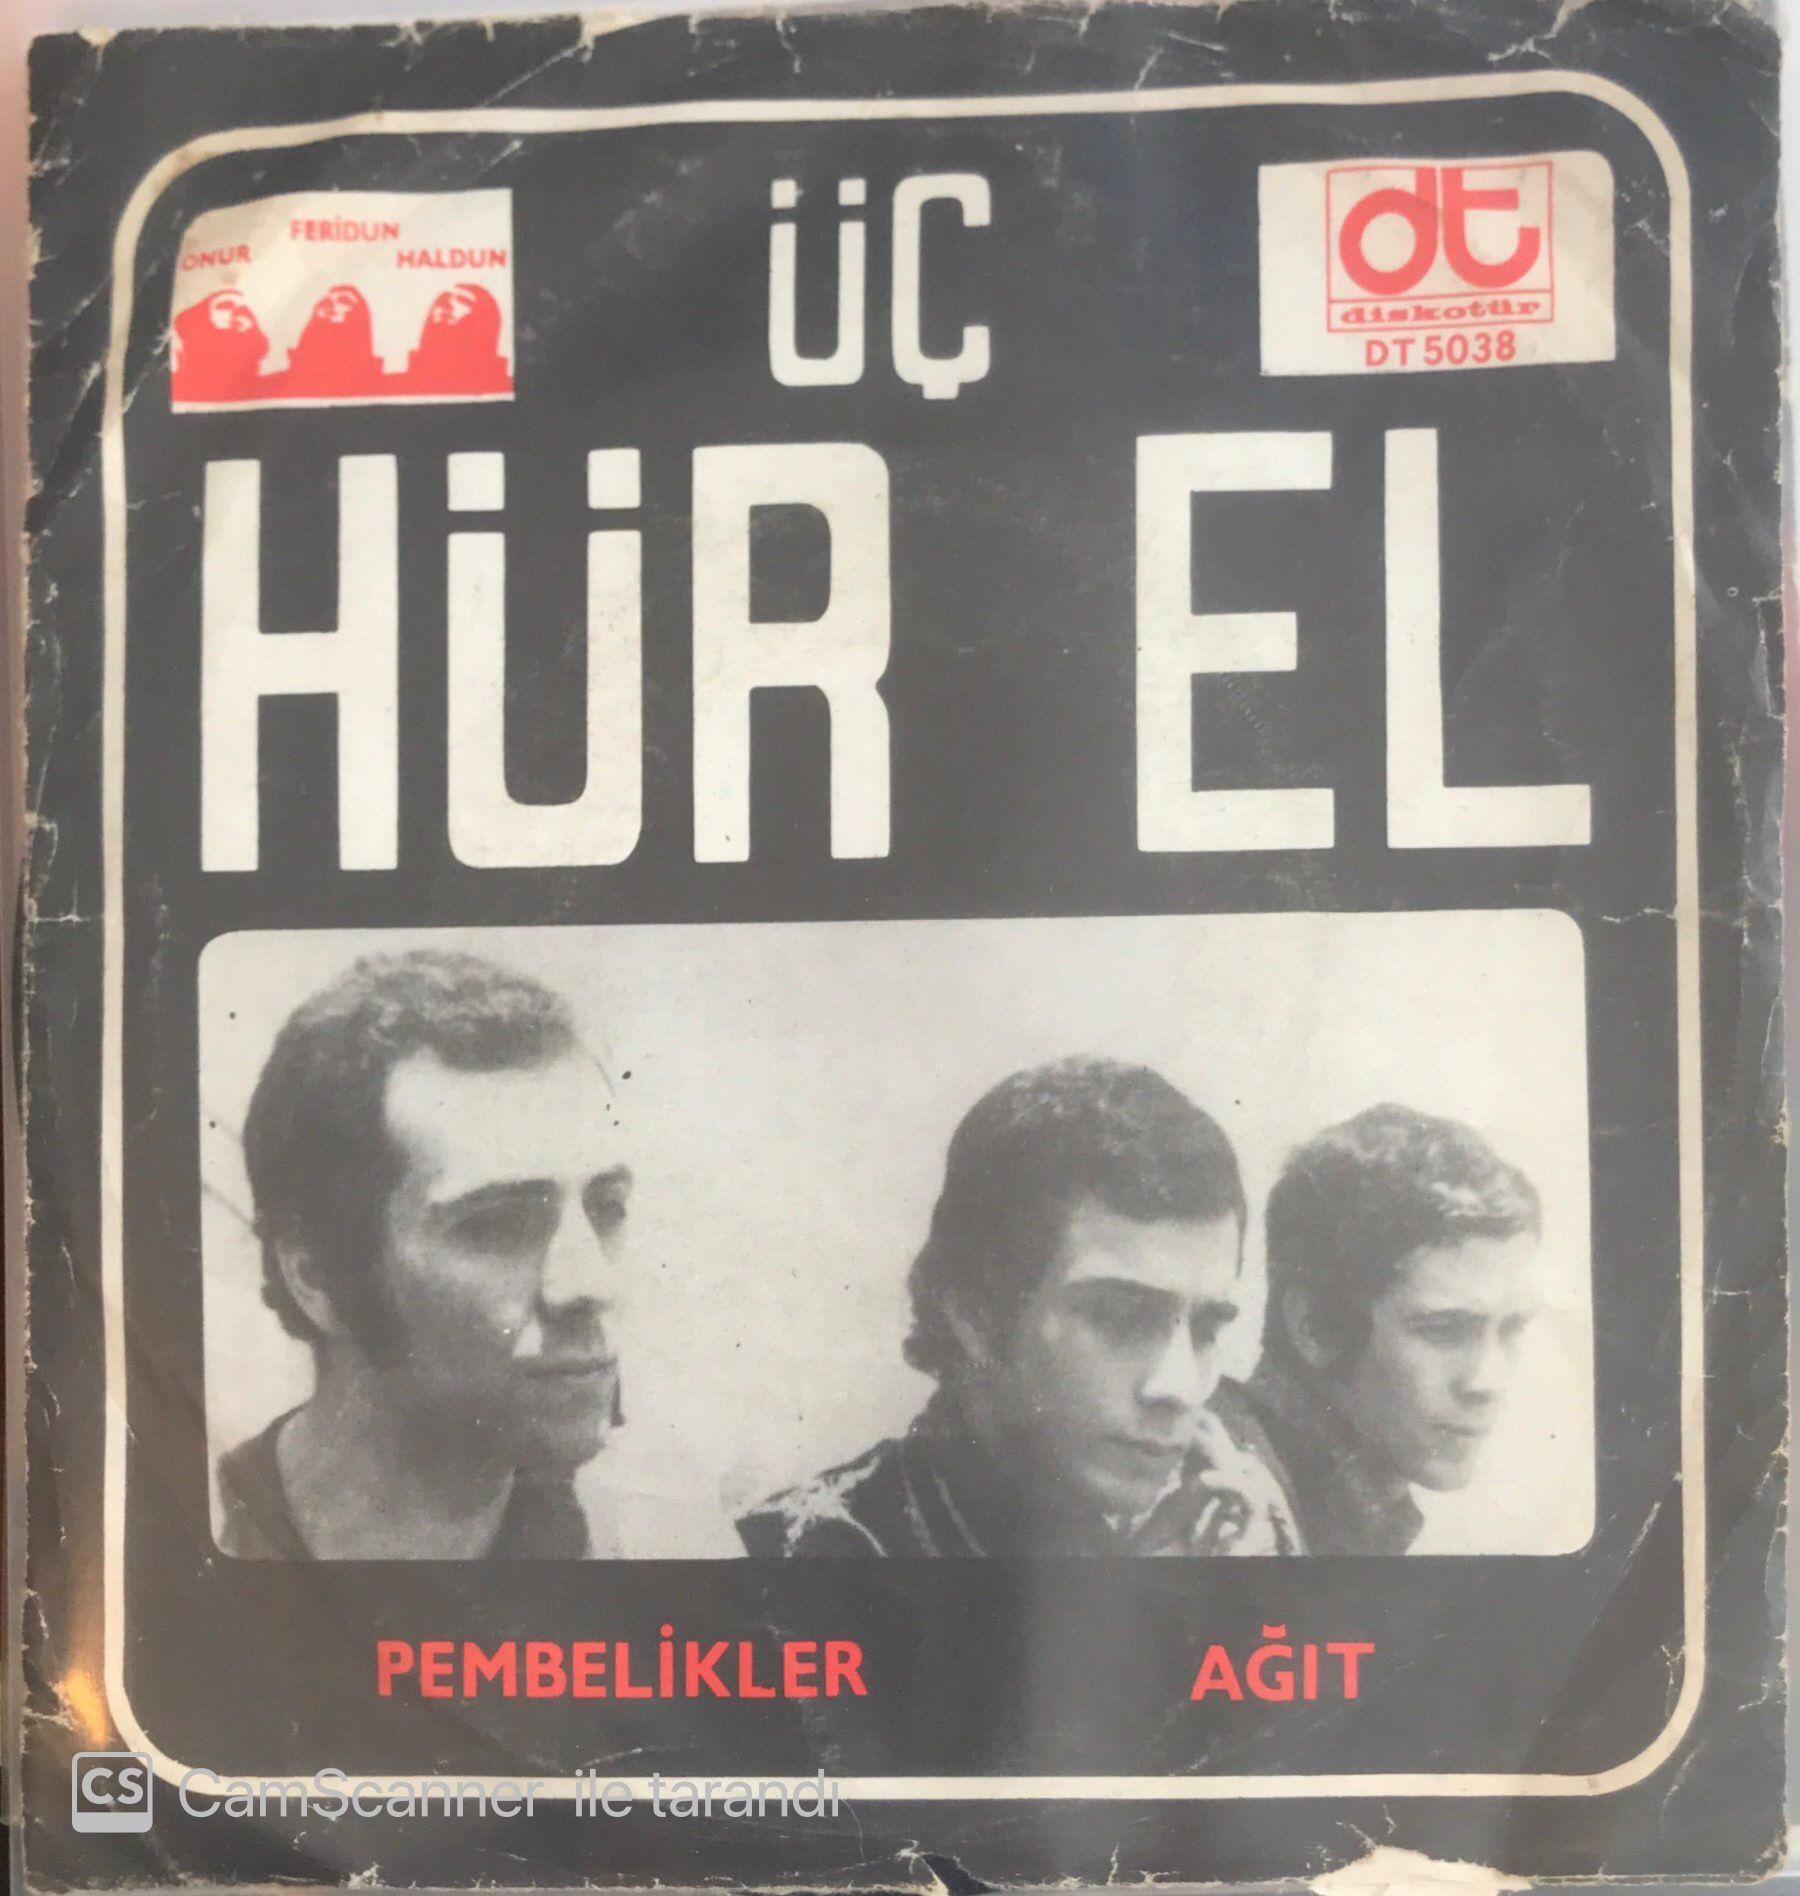 ONUR
FERİDUN
HALDUN
ÜÇ
dt
diskotür
DT 5038
HÜR EL
PEMBELİKLER
AĞIT
CS CamScanner ile tarandı